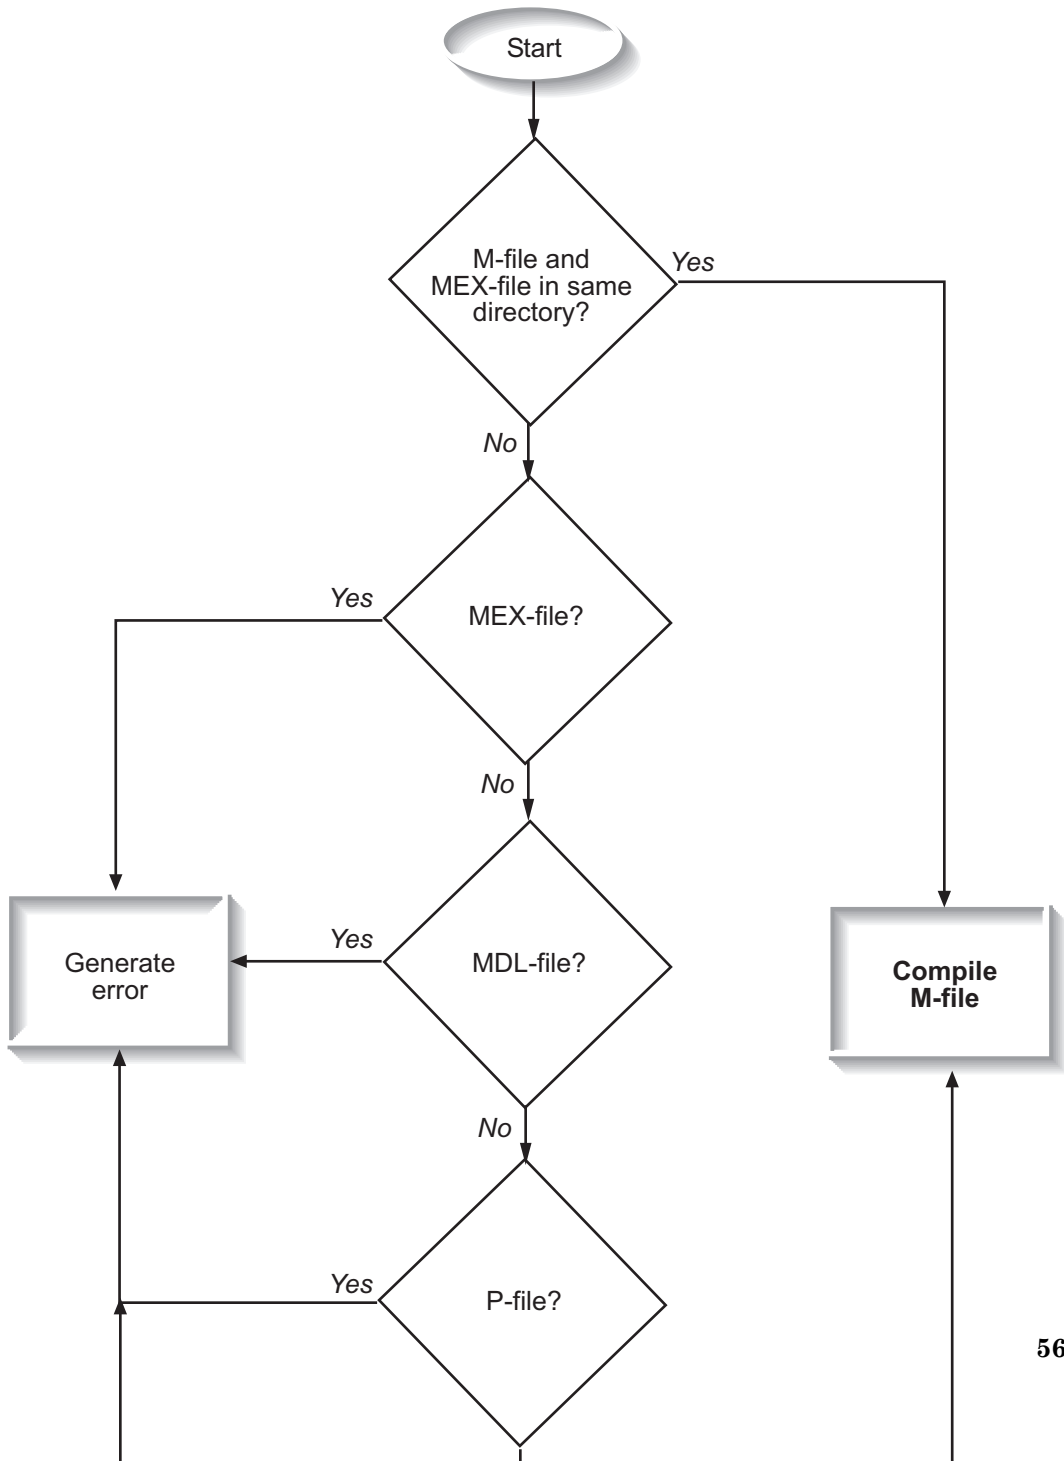 Start
M-file and
MEX-file in same
directory?
Yes
No
MEX-file?
Yes
No
MDL-file?
Yes
Generate
error
Compile
M-file
No
P-file?
Yes
56